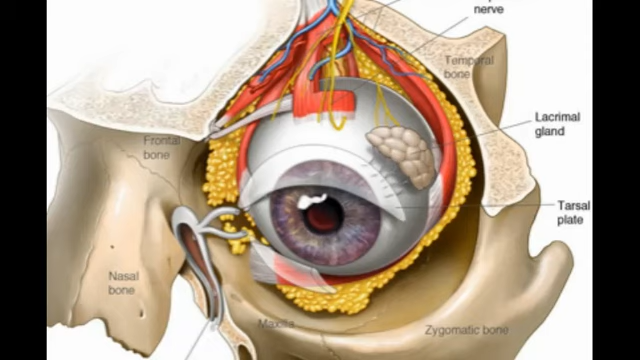 nerve
Temporal
bone
Lacrimal
gland
Frontal
bone
Tarsal
plate
Nasal
bone
Maxilla
Zygomatic bone